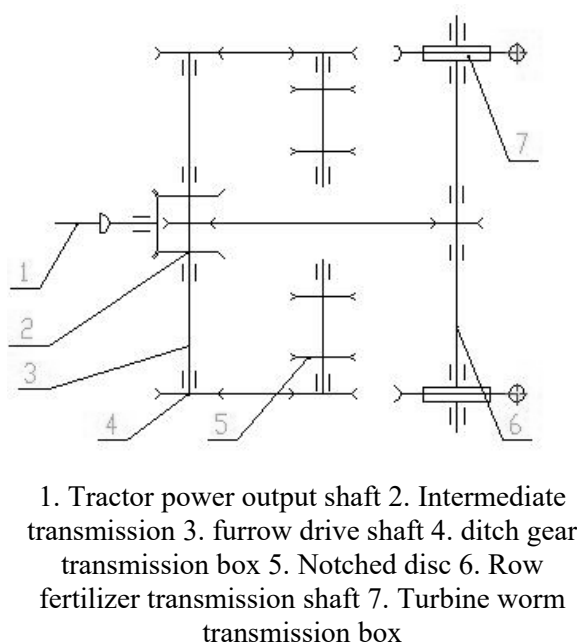 7
1
2
3
4
5
6
1. Tractor power output shaft 2. Intermediate
transmission 3. furrow drive shaft 4. ditch gear
transmission box 5. Notched disc 6. Row
fertilizer transmission shaft 7. Turbine worm
transmission box